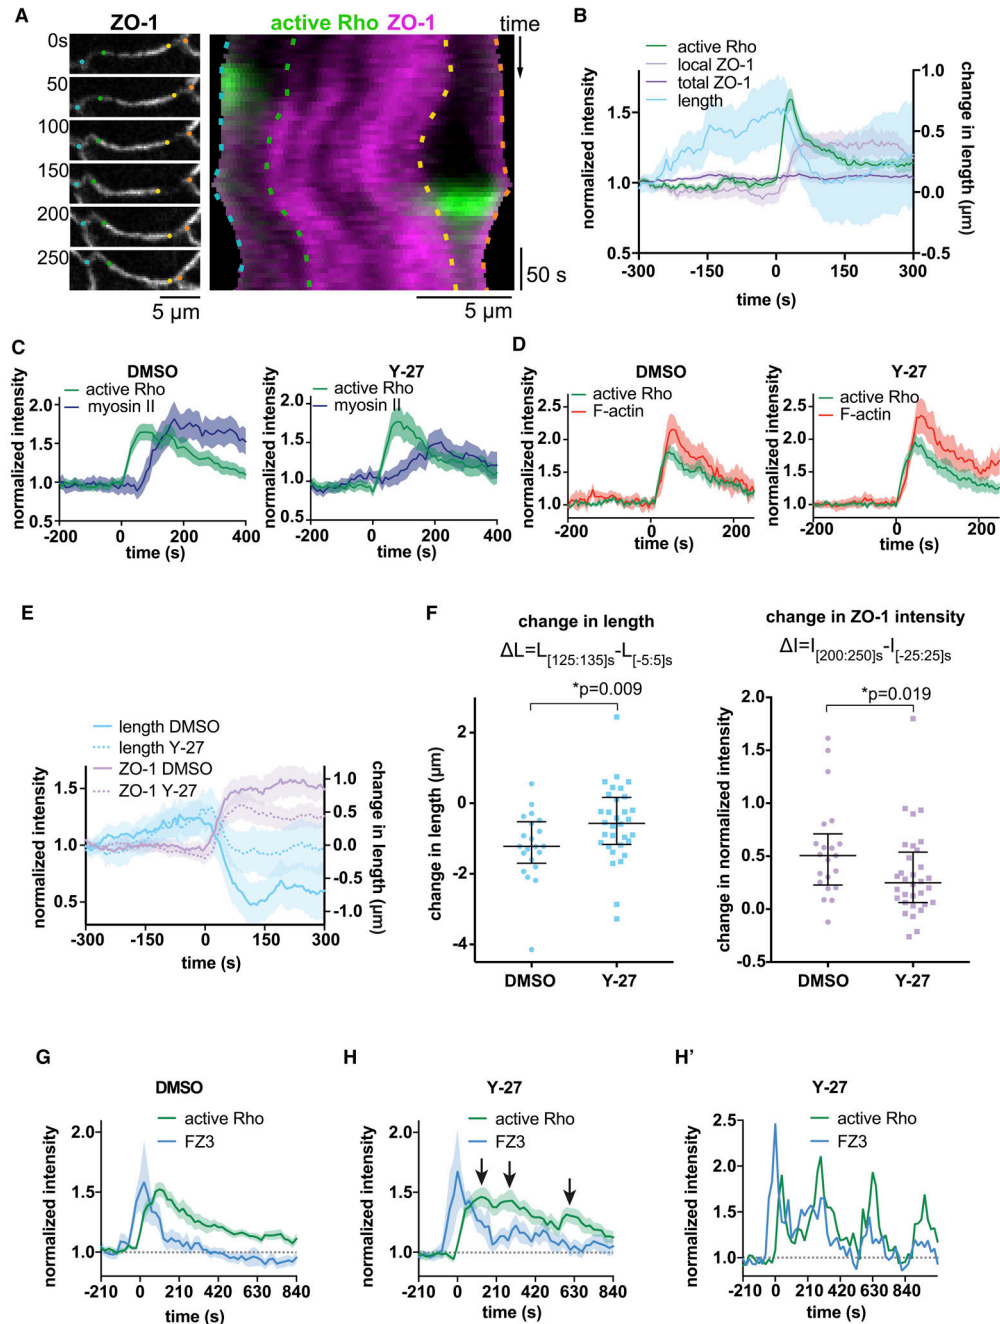 A
ZO-1
active Rho ZO-1
time
0s
50
100
150
200
250
5 µm
5 µm
50 s
B
active Rho
local ZO-1
total ZO-1
length
normalized intensity
1.5
1.0
0.5
1.0
0.5
0.0
-0.5
change in length (µm)
-300 -150 0 150 300
time (s)
C
DMSO
active Rho
myosin II
normalized intensity
2.0
1.5
1.0
0.5
-200 0 200 400
time (s)
Y-27
active Rho
myosin II
normalized intensity
2.0
1.5
1.0
0.5
-200 0 200 400
time (s)
D
DMSO
active Rho
F-actin
normalized intensity
2.5
2.0
1.5
1.0
-200 0 200
time (s)
Y-27
active Rho
F-actin
normalized intensity
2.5
2.0
1.5
1.0
-200 0 200
time (s)
E
length DMSO
length Y-27
ZO-1 DMSO
ZO-1 Y-27
normalized intensity
1.5
1.0
0.5
1.0
0.5
0.0
-0.5
-1.0
change in length (µm)
-300 -150 0 150 300
time (s)
F
change in length
ΔL=L[125:135]s-L[-5:5]s
*p=0.009
change in length (µm)
2
-0
-2
-4
DMSO Y-27
change in ZO-1 intensity
ΔI=I[200:250]s-I[-25:25]s
*p=0.019
change in normalized intensity
2.0
1.5
1.0
0.5
0.0
-0.5
DMSO Y-27
G
DMSO
active Rho
FZ3
normalized intensity
2.0
1.5
1.0
-210 0 210 420 630 840
time (s)
H
Y-27
active Rho
FZ3
normalized intensity
2.0
1.5
1.0
-210 0 210 420 630 840
time (s)
H'
Y-27
active Rho
FZ3
normalized intensity
2.5
2.0
1.5
1.0
-210 0 210 420 630 840
time (s)